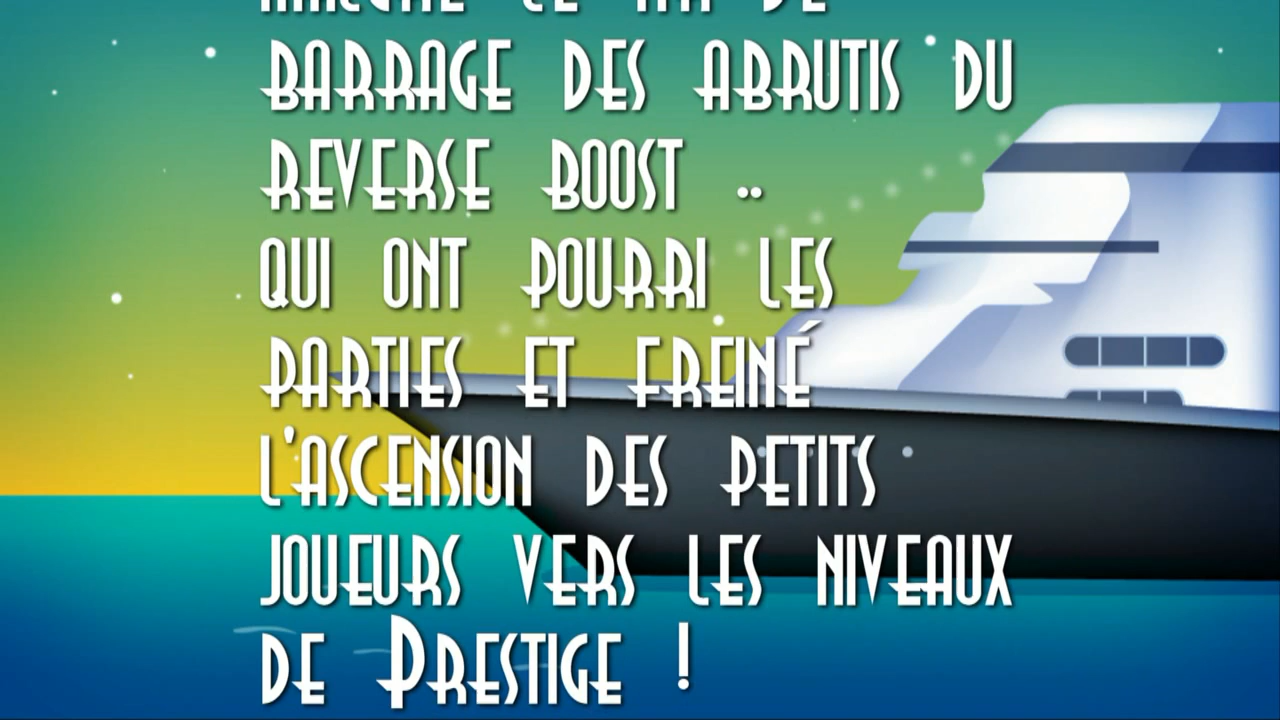 BARRAGE DES ABRUTIS DU
REVERSE BOOST ..
QUI ONT POURRI LES
PARTIES ET FREINÉ
L'ASCENSION DES PETITS
JOUEURS VERS LES NIVEAUX
DE PRESTIGE !